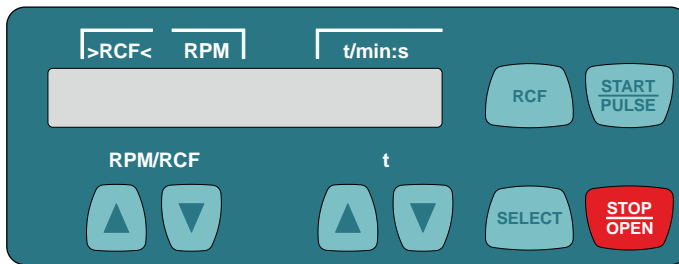 >RCF< RPM t/min:s
RCF
START
PULSE
RPM/RCF t
SELECT
STOP
OPEN